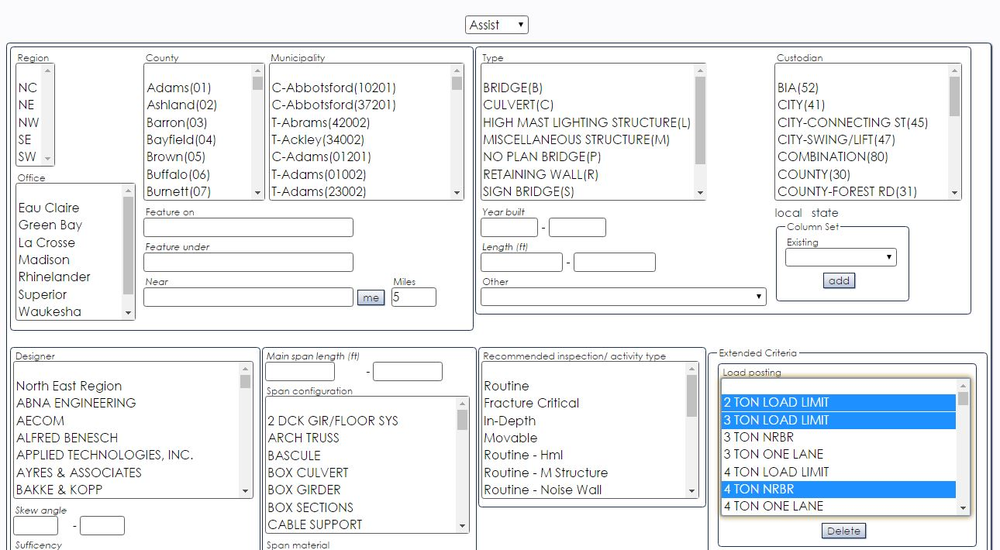 Assist
Region
NC
NE
NW
SE
SW
Office
Eau Claire
Green Bay
La Crosse
Madison
Rhinelander
Superior
Waukesha
County
Adams(01)
Ashland(02)
Barron(03)
Bayfield(04)
Brown(05)
Buffalo(06)
Burnett(07)
Municipality
C-Abbotsford(10201)
C-Abbotsford(37201)
T-Abrams(42002)
T-Ackley(34002)
C-Adams(01201)
T-Adams(01002)
T-Adams(23002)
Feature on
Feature under
Near
me
Miles
5
Type
BRIDGE(B)
CULVERT(C)
HIGH MAST LIGHTING STRUCTURE(L)
MISCELLANEOUS STRUCTURE(M)
NO PLAN BRIDGE(P)
RETAINING WALL(R)
SIGN BRIDGE(S)
Year built
-
Length (ft)
-
Other
Custodian
BIA(52)
CITY(41)
CITY-CONNECTING ST(45)
CITY-SWING/LIFT(47)
COMBINATION(80)
COUNTY(30)
COUNTY-FOREST RD(31)
local state
Column Set
Existing
add
Designer
North East Region
ABNA ENGINEERING
AECOM
ALFRED BENESCH
APPLIED TECHNOLOGIES, INC.
AYRES & ASSOCIATES
BAKKE & KOPP
Skew angle
-
Sufficency
Main span length (ft)
-
Span configuration
2 DCK GIR/FLOOR SYS
ARCH TRUSS
BASCULE
BOX CULVERT
BOX GIRDER
BOX SECTIONS
CABLE SUPPORT
Span material
Recommended inspection/ activity type
Routine
Fracture Critical
In-Depth
Movable
Routine - Hml
Routine - M Structure
Routine - Noise Wall
Extended Criteria
Load posting
2 TON LOAD LIMIT
3 TON LOAD LIMIT
3 TON NRBR
3 TON ONE LANE
4 TON LOAD LIMIT
4 TON NRBR
4 TON ONE LANE
Delete